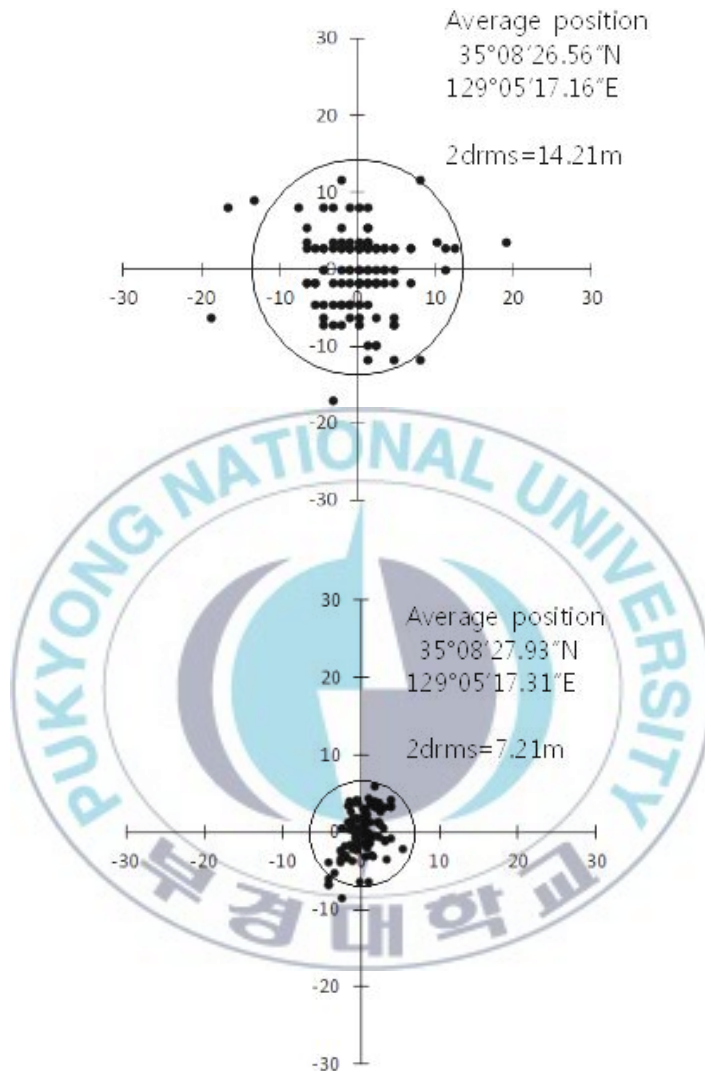 Average position
35°08'26.56"N
129°05'17.16"E
2drms=14.21m
30
20
10
0
-30 -20 -10 0 10 20 30
-10
-20
-30
PUKYONG NATIONAL UNIVERSITY
Average position
35°08'27.93"N
129°05'17.31"E
2drms=7.21m
30
20
10
0
-30 -20 -10 0 10 20 30
-10
-20
-30
부경대학교